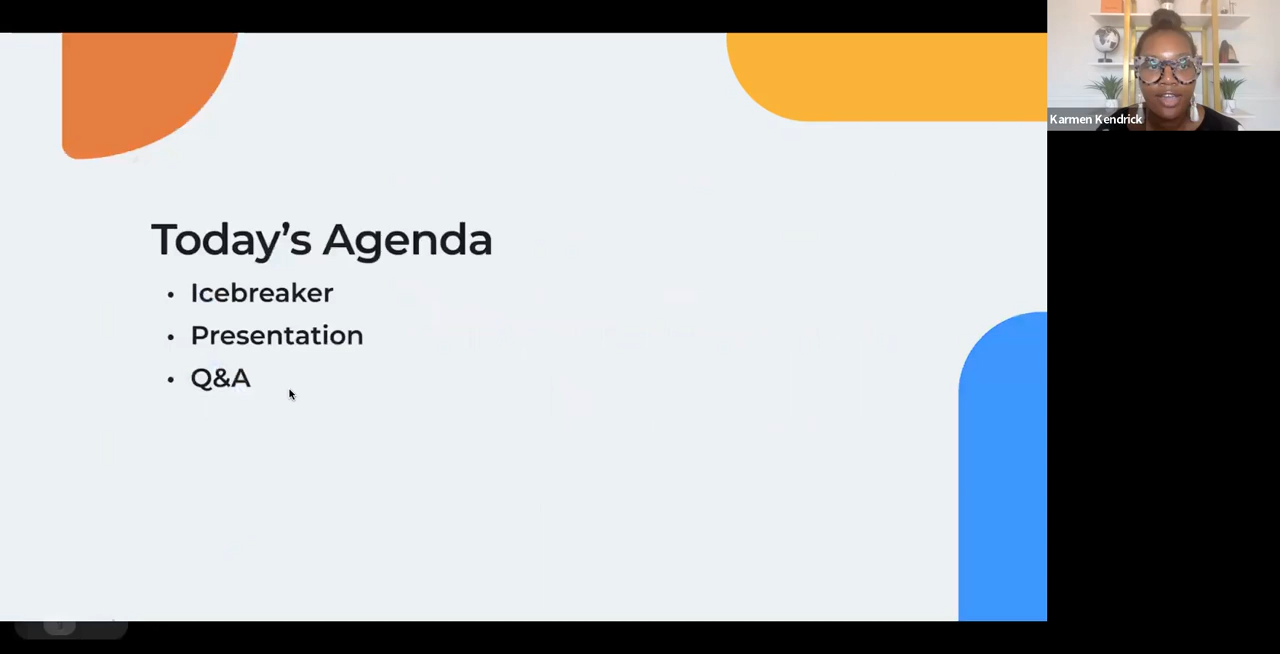 Today’s Agenda
• Icebreaker
• Presentation
• Q&A
Karmen Kendrick